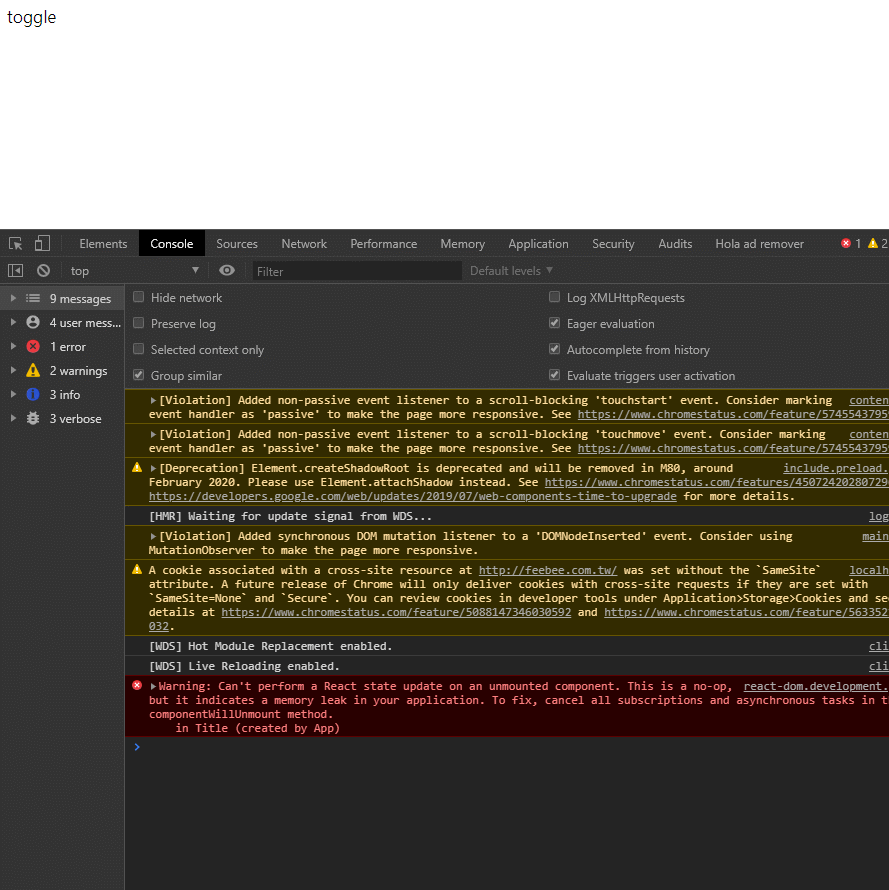 toggle
Elements Console Sources Network Performance Memory Application Security Audits Hola ad remover 1 2
top Filter Default levels
9 messages
4 user mess...
1 error
2 warnings
3 info
3 verbose
Hide network Log XMLHttpRequests
Preserve log Eager evaluation
Selected context only Autocomplete from history
Group similar Evaluate triggers user activation
[Violation] Added non-passive event listener to a scroll-blocking 'touchstart' event. Consider marking conten
event handler as 'passive' to make the page more responsive. See https://www.chromestatus.com/feature/5745543795
[Violation] Added non-passive event listener to a scroll-blocking 'touchmove' event. Consider marking conten
event handler as 'passive' to make the page more responsive. See https://www.chromestatus.com/feature/5745543795
[Deprecation] Element.createShadowRoot is deprecated and will be removed in M80, around include.preload.
February 2020. Please use Element.attachShadow instead. See https://www.chromestatus.com/features/450724202807296
https://developers.google.com/web/updates/2019/07/web-components-time-to-upgrade for more details.
[HMR] Waiting for update signal from WDS... log
[Violation] Added synchronous DOM mutation listener to a 'DOMNodeInserted' event. Consider using main
MutationObserver to make the page more responsive.
A cookie associated with a cross-site resource at http://feebee.com.tw/ was set without the `SameSite` localh
attribute. A future release of Chrome will only deliver cookies with cross-site requests if they are set with
`SameSite=None` and `Secure`. You can review cookies in developer tools under Application>Storage>Cookies and see
details at https://www.chromestatus.com/feature/5088147346030592 and https://www.chromestatus.com/feature/563352
032.
[WDS] Hot Module Replacement enabled. cli
[WDS] Live Reloading enabled. cli
Warning: Can't perform a React state update on an unmounted component. This is a no-op, react-dom.development.
but it indicates a memory leak in your application. To fix, cancel all subscriptions and asynchronous tasks in t
componentWillUnmount method.
in Title (created by App)